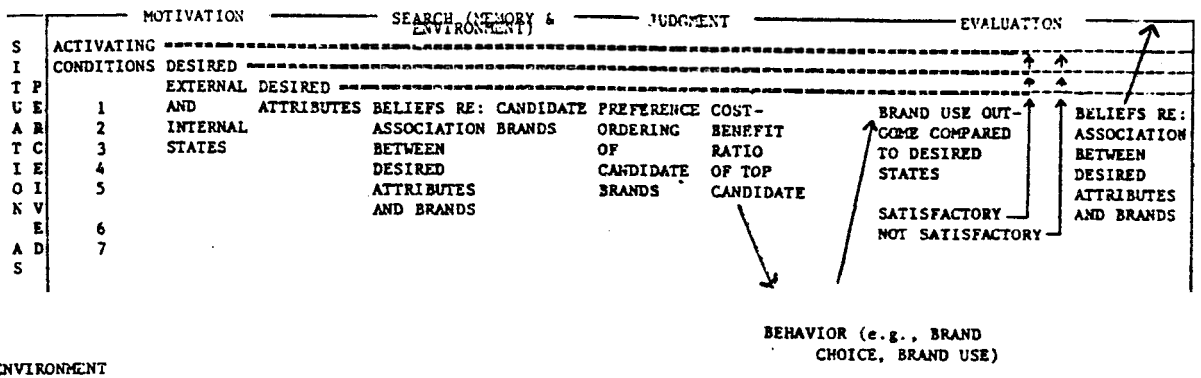 MOTIVATION SEARCH (MEMORY & ENVIRONMENT) JUDGMENT EVALUATION
SITUATION PERCEIVED AS
ACTIVATING
CONDITIONS
1
2
3
4
5
6
7
DESIRED
EXTERNAL
AND
INTERNAL
STATES
DESIRED
ATTRIBUTES
BELIEFS RE:
ASSOCIATION
BETWEEN
DESIRED
ATTRIBUTES
AND BRANDS
CANDIDATE
BRANDS
PREFERENCE
ORDERING
OF
CANDIDATE
BRANDS
COST-
BENEFIT
RATIO
OF TOP
CANDIDATE
BRAND USE OUT-
COME COMPARED
TO DESIRED
STATES
SATISFACTORY
NOT SATISFACTORY
BELIEFS RE:
ASSOCIATION
BETWEEN
DESIRED
ATTRIBUTES
AND BRANDS
BEHAVIOR (e.g., BRAND
CHOICE, BRAND USE)
ENVIRONMENT